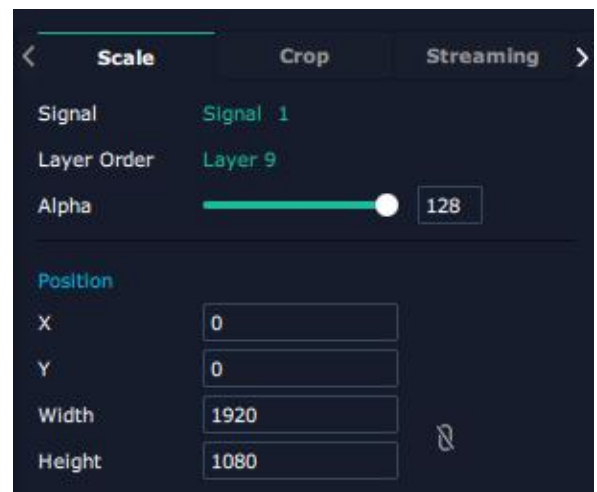 Scale Crop Streaming
Signal Signal 1
Layer Order Layer 9
Alpha 128
Position
X 0
Y 0
Width 1920
Height 1080